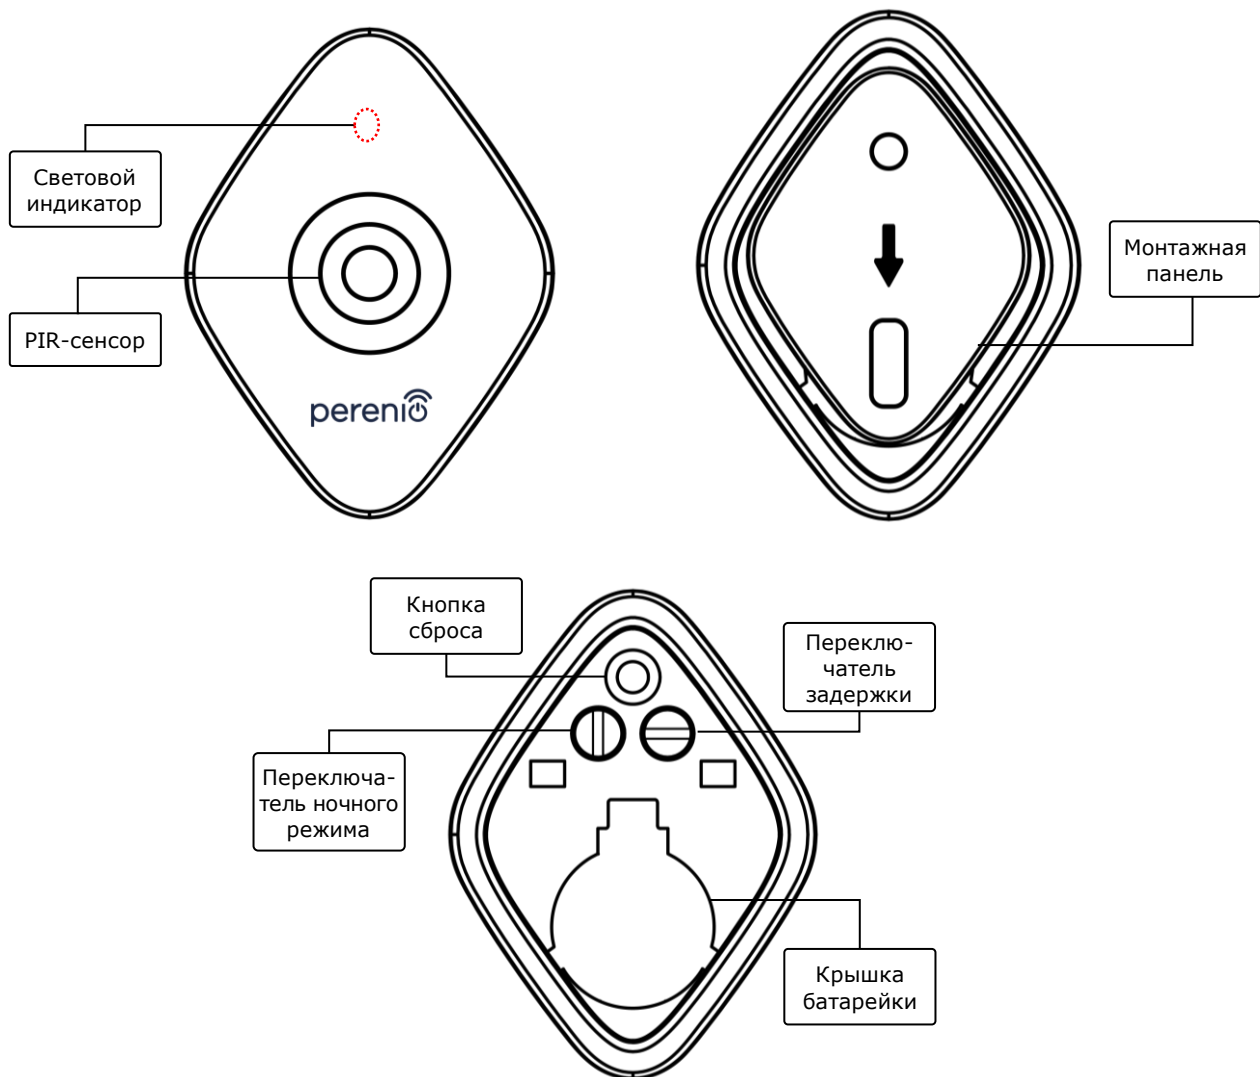 Световой
индикатор
PIR-сенсор
perenio
Монтажная
панель
Кнопка
сброса
Переклю-
чатель
задержки
Переключа-
тель ночного
режима
Крышка
батарейки